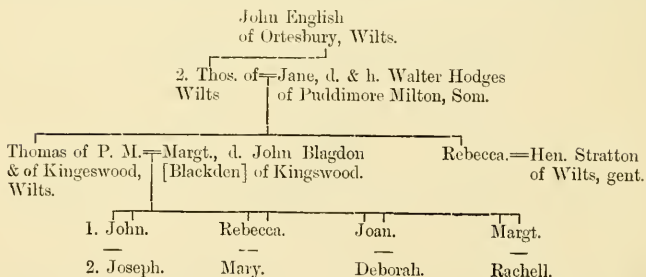 John English
of Ortesbury, Wilts.
2. Thos. of=Jane, d. & h. Walter Hodges
Wilts of Puddimore Milton, Som.
Thomas of P. M.=Margt., d. John Blagdon Rebecca.=Hen. Stratton
& of Kingeswood, [Blackden] of Kingswood. of Wilts, gent.
Wilts.
1. John. Rebecca. Joan. Margt.
2. Joseph. Mary. Deborah. Rachell.